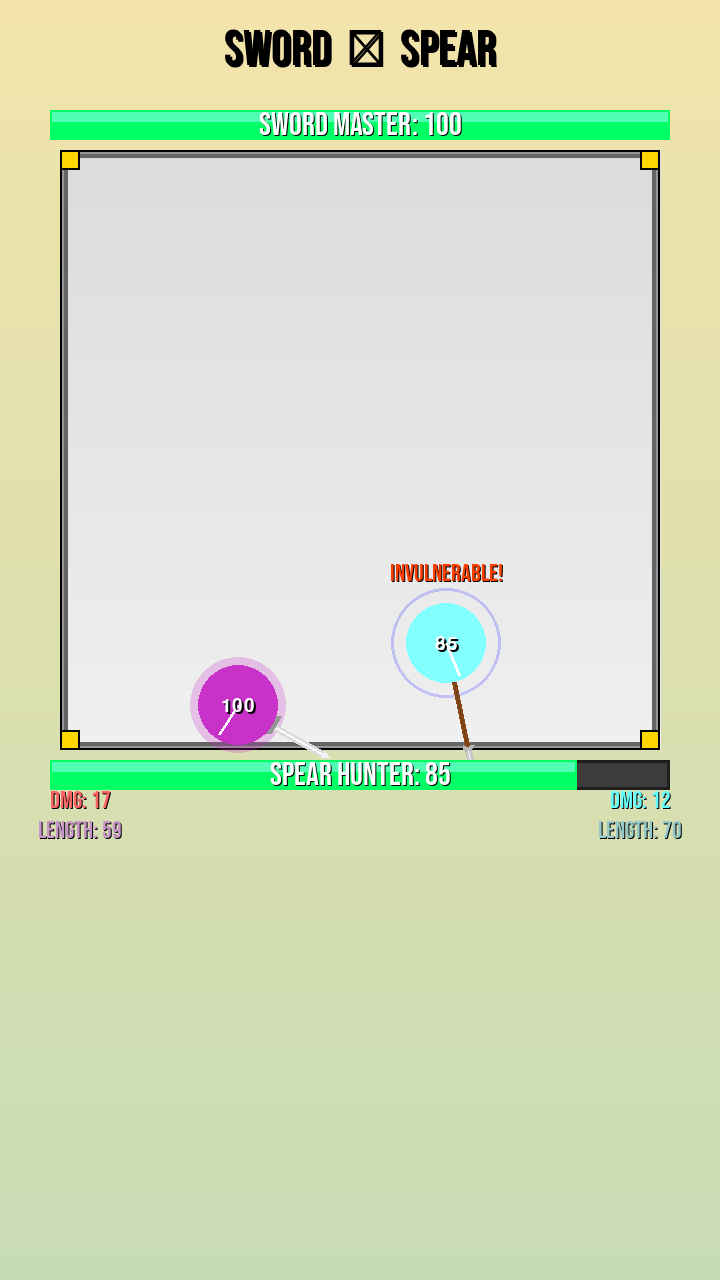 SWORD ☒ SPEAR
SWORD MASTER: 100
INVULNERABLE!
85
100
SPEAR HUNTER: 85
DMG: 17
DMG: 12
LENGTH: 59
LENGTH: 70